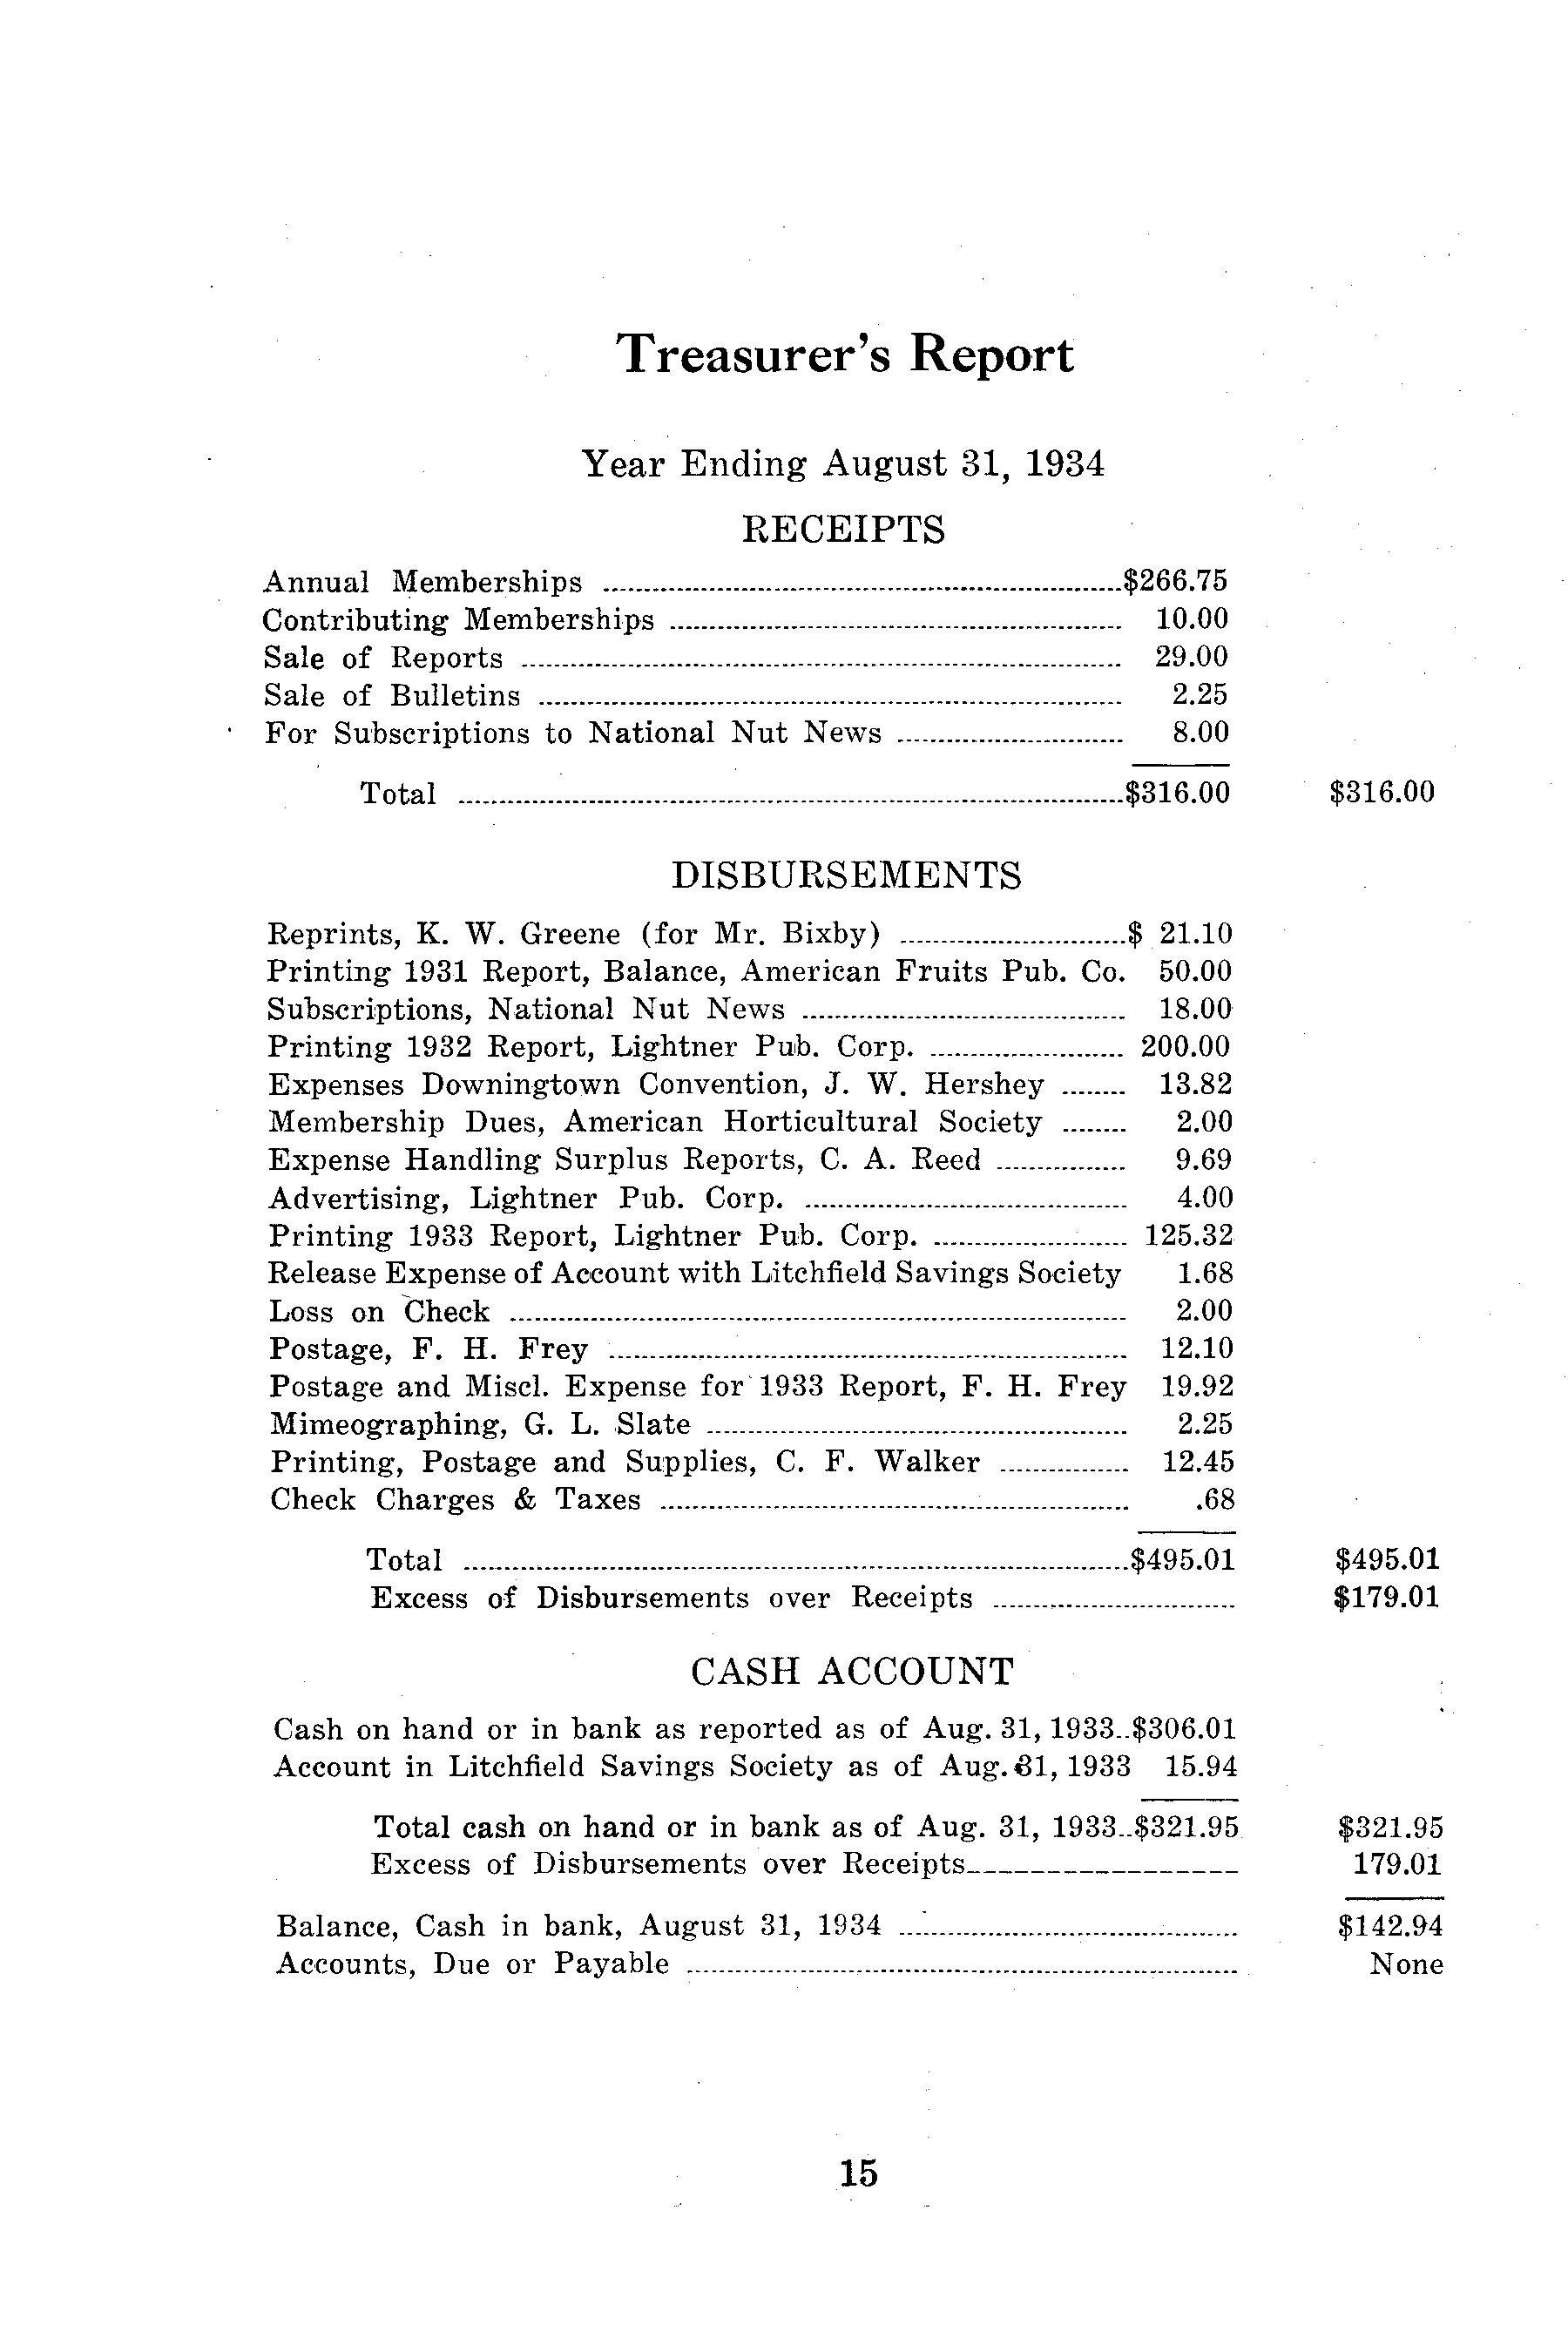 Treasurer's Report
Year Ending August 31, 1934
RECEIPTS
Annual Memberships ........ $266.75
Contributing Memberships ........ 10.00
Sale of Reports ........ 29.00
Sale of Bulletins ........ 2.25
For Subscriptions to National Nut News ........ 8.00
Total ........ $316.00 $316.00
DISBURSEMENTS
Reprints, K. W. Greene (for Mr. Bixby) ........ $ 21.10
Printing 1931 Report, Balance, American Fruits Pub. Co. 50.00
Subscriptions, National Nut News ........ 18.00
Printing 1932 Report, Lightner Pub. Corp. ........ 200.00
Expenses Downingtown Convention, J. W. Hershey ........ 13.82
Membership Dues, American Horticultural Society ........ 2.00
Expense Handling Surplus Reports, C. A. Reed ........ 9.69
Advertising, Lightner Pub. Corp. ........ 4.00
Printing 1933 Report, Lightner Pub. Corp. ........ 125.32
Release Expense of Account with Litchfield Savings Society 1.68
Loss on Check ........ 2.00
Postage, F. H. Frey ........ 12.10
Postage and Miscl. Expense for 1933 Report, F. H. Frey 19.92
Mimeographing, G. L. Slate ........ 2.25
Printing, Postage and Supplies, C. F. Walker ........ 12.45
Check Charges & Taxes ........ .68
Total ........ $495.01 $495.01
Excess of Disbursements over Receipts ........ $179.01
CASH ACCOUNT
Cash on hand or in bank as reported as of Aug. 31, 1933..$306.01
Account in Litchfield Savings Society as of Aug. 31, 1933 15.94
Total cash on hand or in bank as of Aug. 31, 1933..$321.95 $321.95
Excess of Disbursements over Receipts ........ 179.01
Balance, Cash in bank, August 31, 1934 ........ $142.94
Accounts, Due or Payable ........ None
15